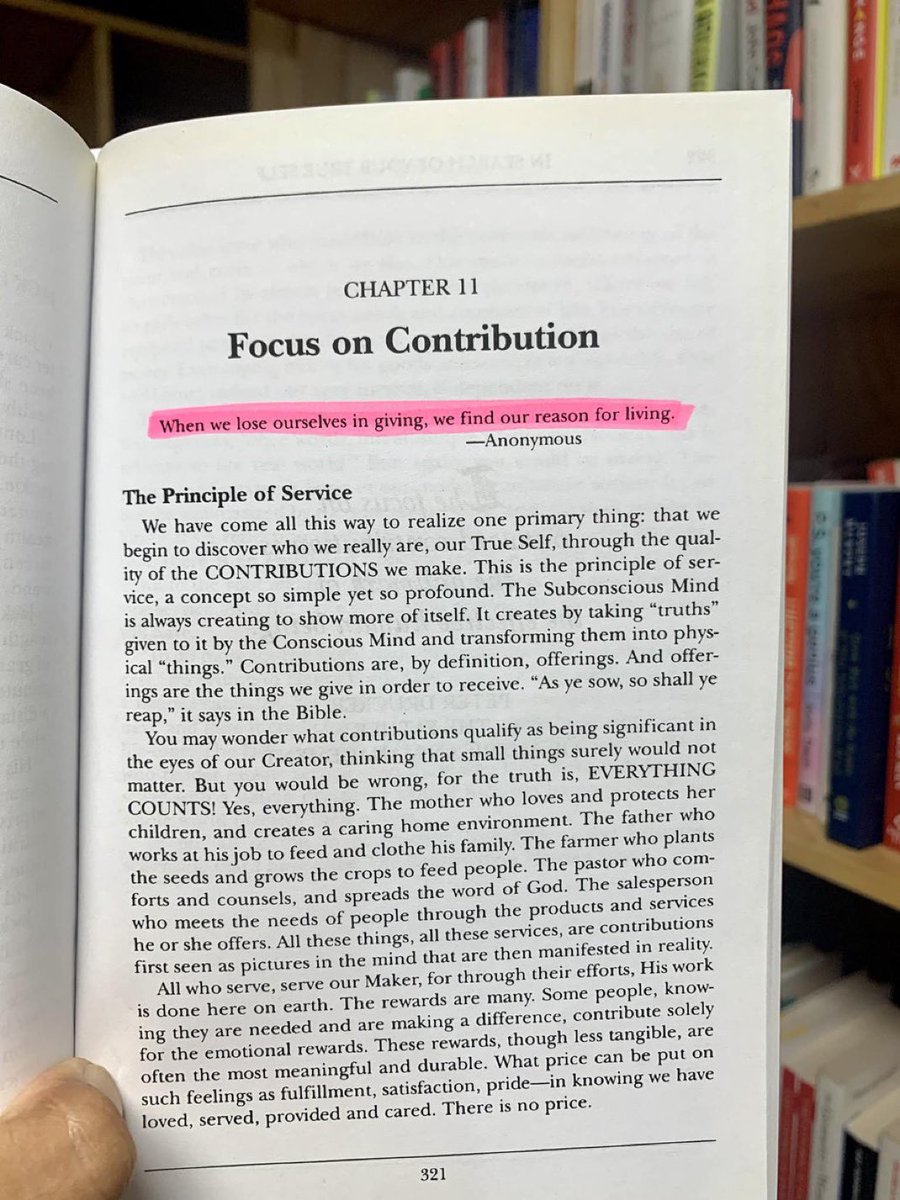 CHAPTER 11
Focus on Contribution
When we lose ourselves in giving, we find our reason for living.
—Anonymous
The Principle of Service
We have come all this way to realize one primary thing: that we
begin to discover who we really are, our True Self, through the qual-
ity of the CONTRIBUTIONS we make. This is the principle of ser-
vice, a concept so simple yet so profound. The Subconscious Mind
is always creating to show more of itself. It creates by taking “truths”
given to it by the Conscious Mind and transforming them into phys-
ical “things.” Contributions are, by definition, offerings. And offer-
ings are the things we give in order to receive. “As ye sow, so shall ye
reap,” it says in the Bible.
You may wonder what contributions qualify as being significant in
the eyes of our Creator, thinking that small things surely would not
matter. But you would be wrong, for the truth is, EVERYTHING
COUNTS! Yes, everything. The mother who loves and protects her
children, and creates a caring home environment. The father who
works at his job to feed and clothe his family. The farmer who plants
the seeds and grows the crops to feed people. The pastor who com-
forts and counsels, and spreads the word of God. The salesperson
who meets the needs of people through the products and services
he or she offers. All these things, all these services, are contributions
first seen as pictures in the mind that are then manifested in reality.
All who serve, serve our Maker, for through their efforts, His work
is done here on earth. The rewards are many. Some people, know-
ing they are needed and are making a difference, contribute solely
for the emotional rewards. These rewards, though less tangible, are
often the most meaningful and durable. What price can be put on
such feelings as fulfillment, satisfaction, pride—in knowing we have
loved, served, provided and cared. There is no price.
321